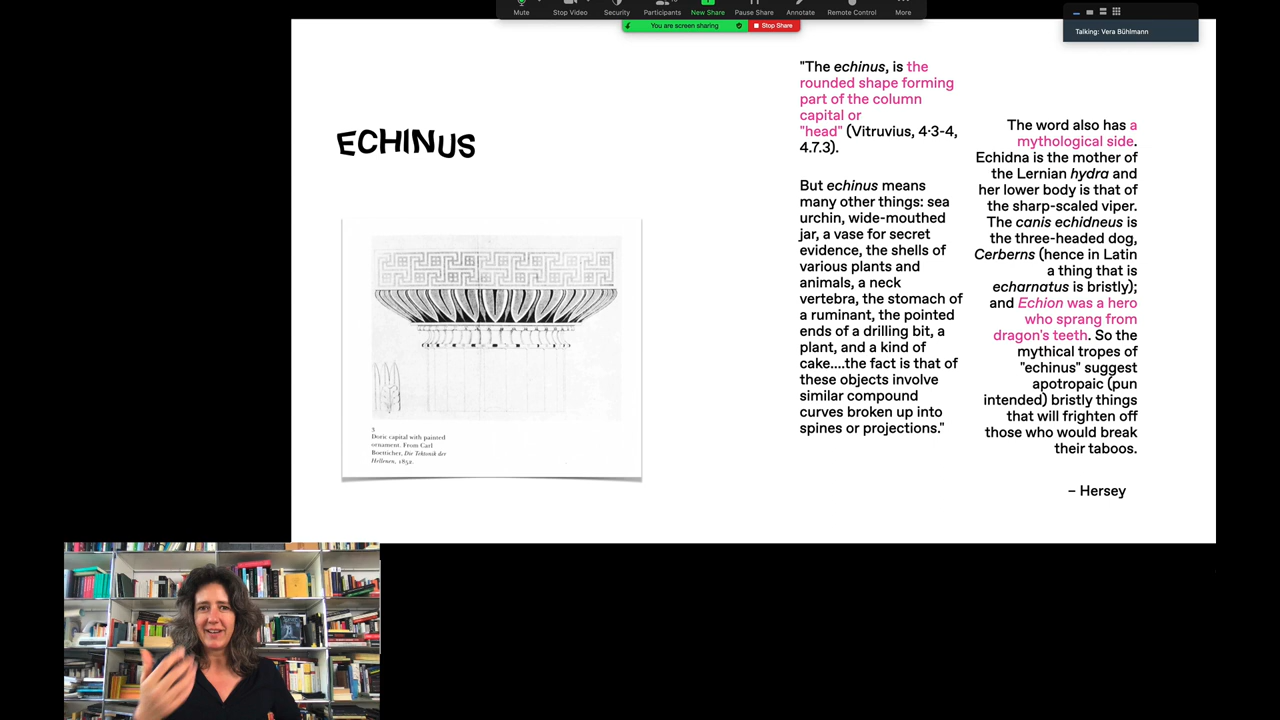 Mute
Stop Video
Security
Participants
New Share
Pause Share
Annotate
Remote Control
More
You are screen sharing
Stop Share
Talking: Vera Bühlmann
ECHINUS
3
Doric capital with painted
ornament. From Carl
Boetticher, Die Tektonik der
Hellenen, 1852.
"The echinus, is the
rounded shape forming
part of the column
capital or
"head" (Vitruvius, 4·3-4,
4.7.3).
But echinus means
many other things: sea
urchin, wide-mouthed
jar, a vase for secret
evidence, the shells of
various plants and
animals, a neck
vertebra, the stomach of
a ruminant, the pointed
ends of a drilling bit, a
plant, and a kind of
cake....the fact is that of
these objects involve
similar compound
curves broken up into
spines or projections."
The word also has a
mythological side.
Echidna is the mother of
the Lernian hydra and
her lower body is that of
the sharp-scaled viper.
The canis echidneus is
the three-headed dog,
Cerberns (hence in Latin
a thing that is
echarnatus is bristly);
and Echion was a hero
who sprang from
dragon's teeth. So the
mythical tropes of
"echinus" suggest
apotropaic (pun
intended) bristly things
that will frighten off
those who would break
their taboos.
– Hersey